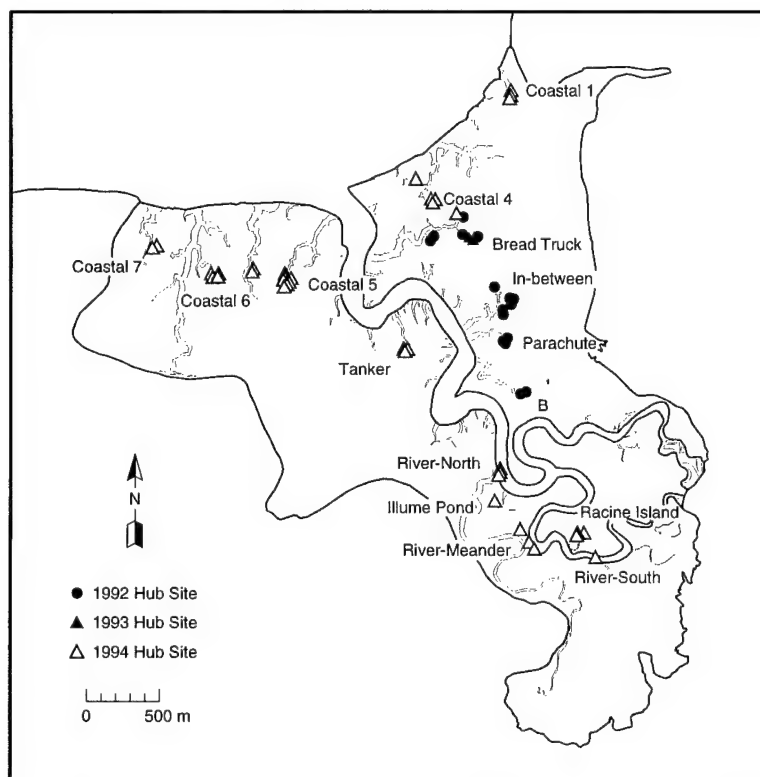 Coastal 1
Coastal 4
Bread Truck
Coastal 7
In-between
Coastal 6
Coastal 5
Parachute
Tanker
B
River-North
N
Illume Pond
Racine Island
River-Meander
River-South
1992 Hub Site
1993 Hub Site
1994 Hub Site
0 500 m